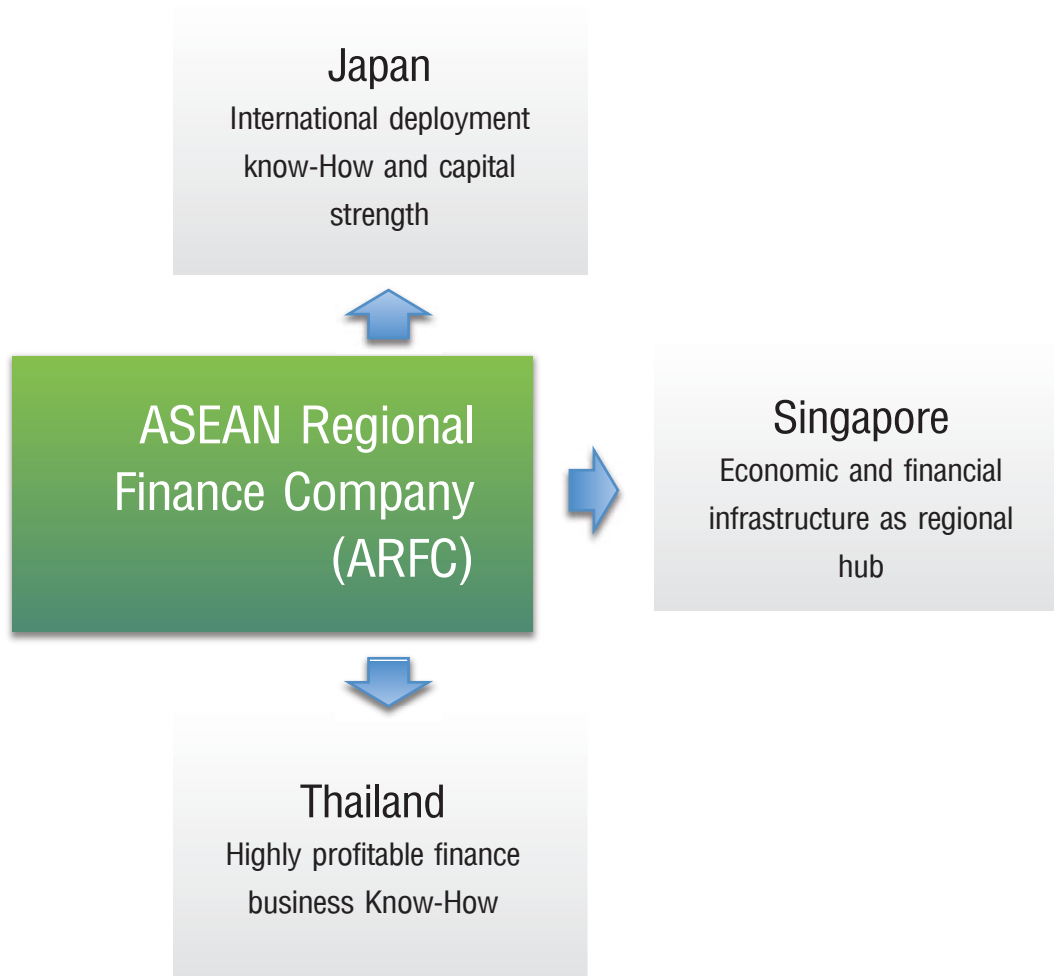 Japan
International deployment
know-How and capital
strength
ASEAN Regional
Finance Company
(ARFC)
Singapore
Economic and financial
infrastructure as regional
hub
Thailand
Highly profitable finance
business Know-How